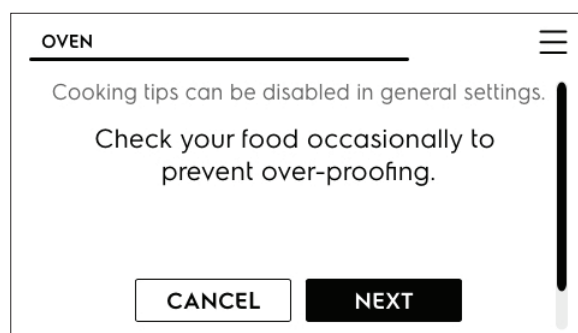 OVEN
Cooking tips can be disabled in general settings.
Check your food occasionally to
prevent over-proofing.
CANCEL
NEXT